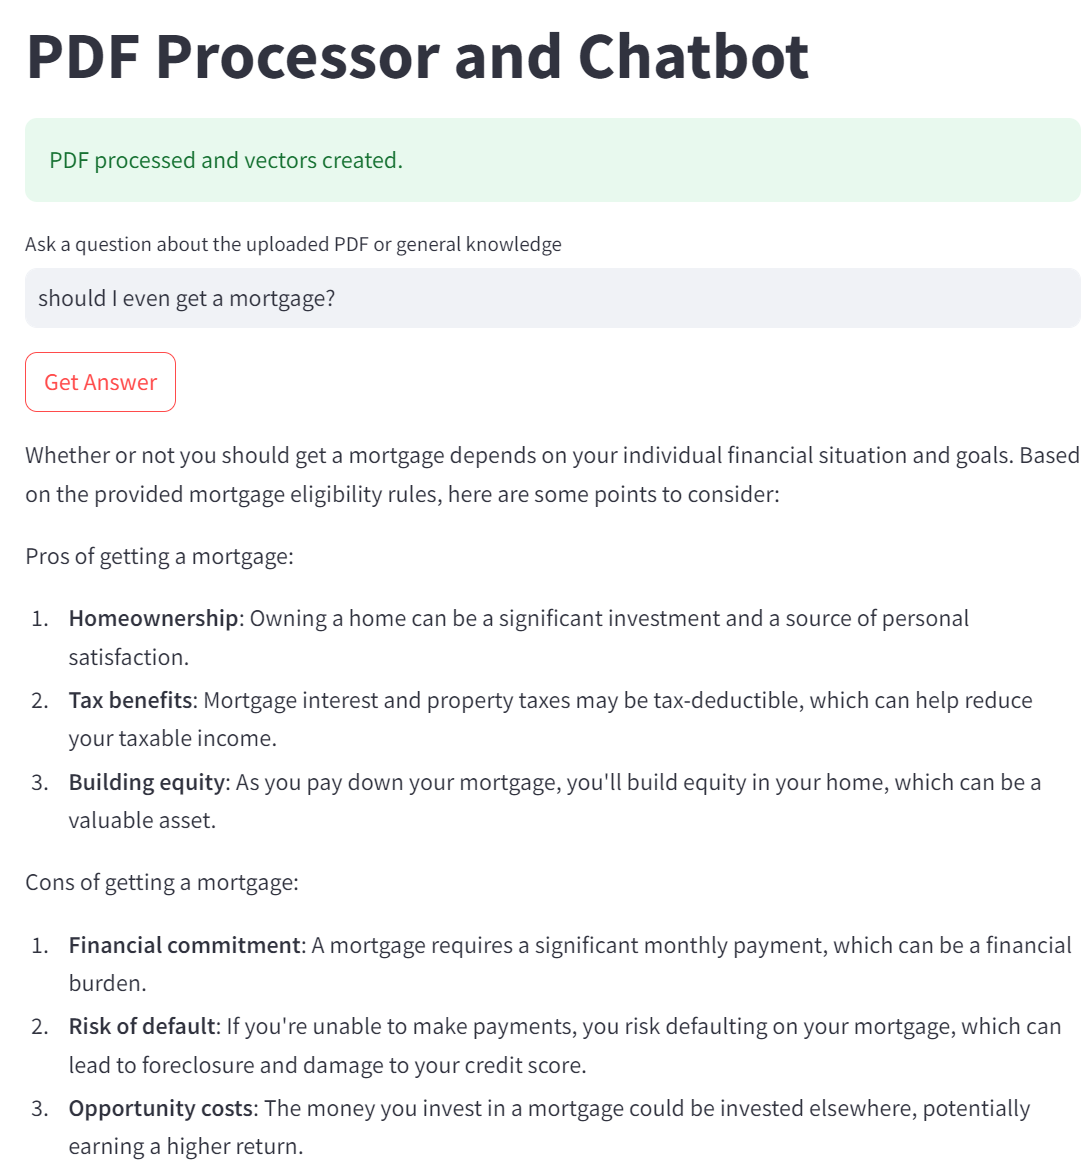 PDF Processor and Chatbot
PDF processed and vectors created.
Ask a question about the uploaded PDF or general knowledge
should I even get a mortgage?
Get Answer
Whether or not you should get a mortgage depends on your individual financial situation and goals. Based
on the provided mortgage eligibility rules, here are some points to consider:
Pros of getting a mortgage:
1. Homeownership: Owning a home can be a significant investment and a source of personal
satisfaction.
2. Tax benefits: Mortgage interest and property taxes may be tax-deductible, which can help reduce
your taxable income.
3. Building equity: As you pay down your mortgage, you'll build equity in your home, which can be a
valuable asset.
Cons of getting a mortgage:
1. Financial commitment: A mortgage requires a significant monthly payment, which can be a financial
burden.
2. Risk of default: If you're unable to make payments, you risk defaulting on your mortgage, which can
lead to foreclosure and damage to your credit score.
3. Opportunity costs: The money you invest in a mortgage could be invested elsewhere, potentially
earning a higher return.